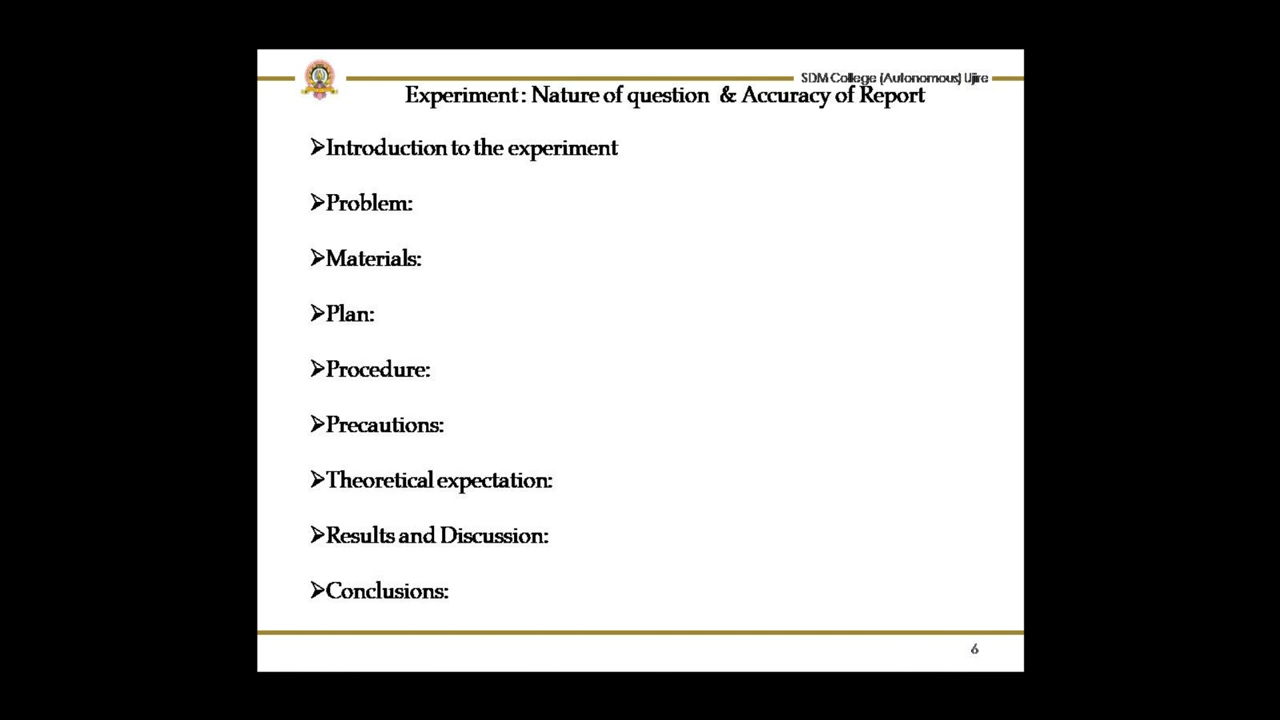 SDM College (Autonomous) Ujire
Experiment : Nature of question & Accuracy of Report
➢Introduction to the experiment
➢Problem:
➢Materials:
➢Plan:
➢Procedure:
➢Precautions:
➢Theoretical expectation:
➢Results and Discussion:
➢Conclusions:
6